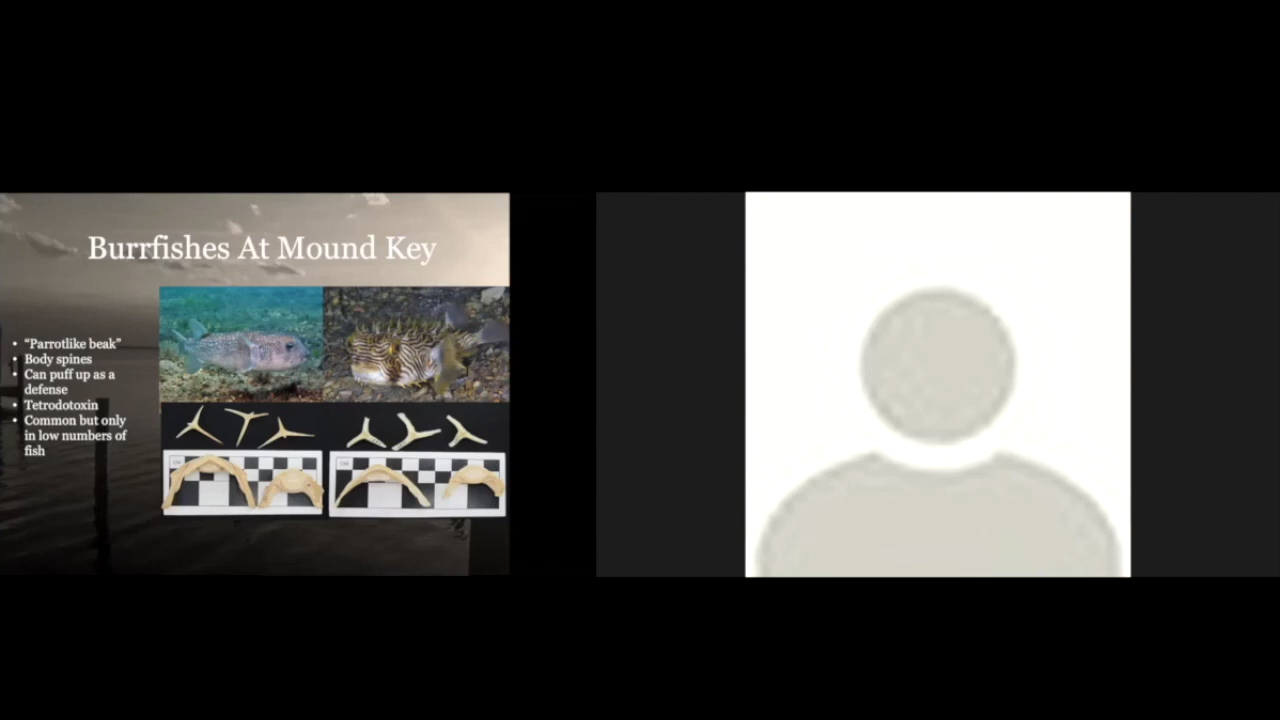 Burrfishes At Mound Key
• "Parrotlike beak"
• Body spines
• Can puff up as a
defense
• Tetrodotoxin
• Common but only
in low numbers of
fish